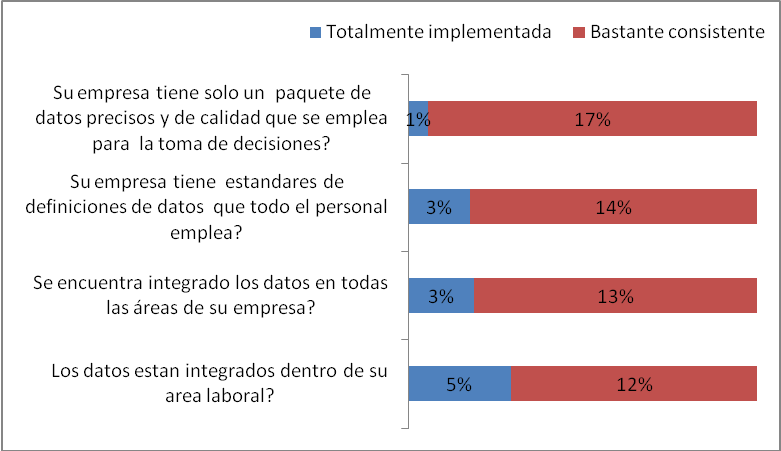 Totalmente implementada Bastante consistente
Su empresa tiene solo un paquete de
datos precisos y de calidad que se emplea
para la toma de decisiones?
1% 17%
Su empresa tiene estandares de
definiciones de datos que todo el personal
emplea?
3% 14%
Se encuentra integrado los datos en todas
las áreas de su empresa?
3% 13%
Los datos estan integrados dentro de su
area laboral?
5% 12%